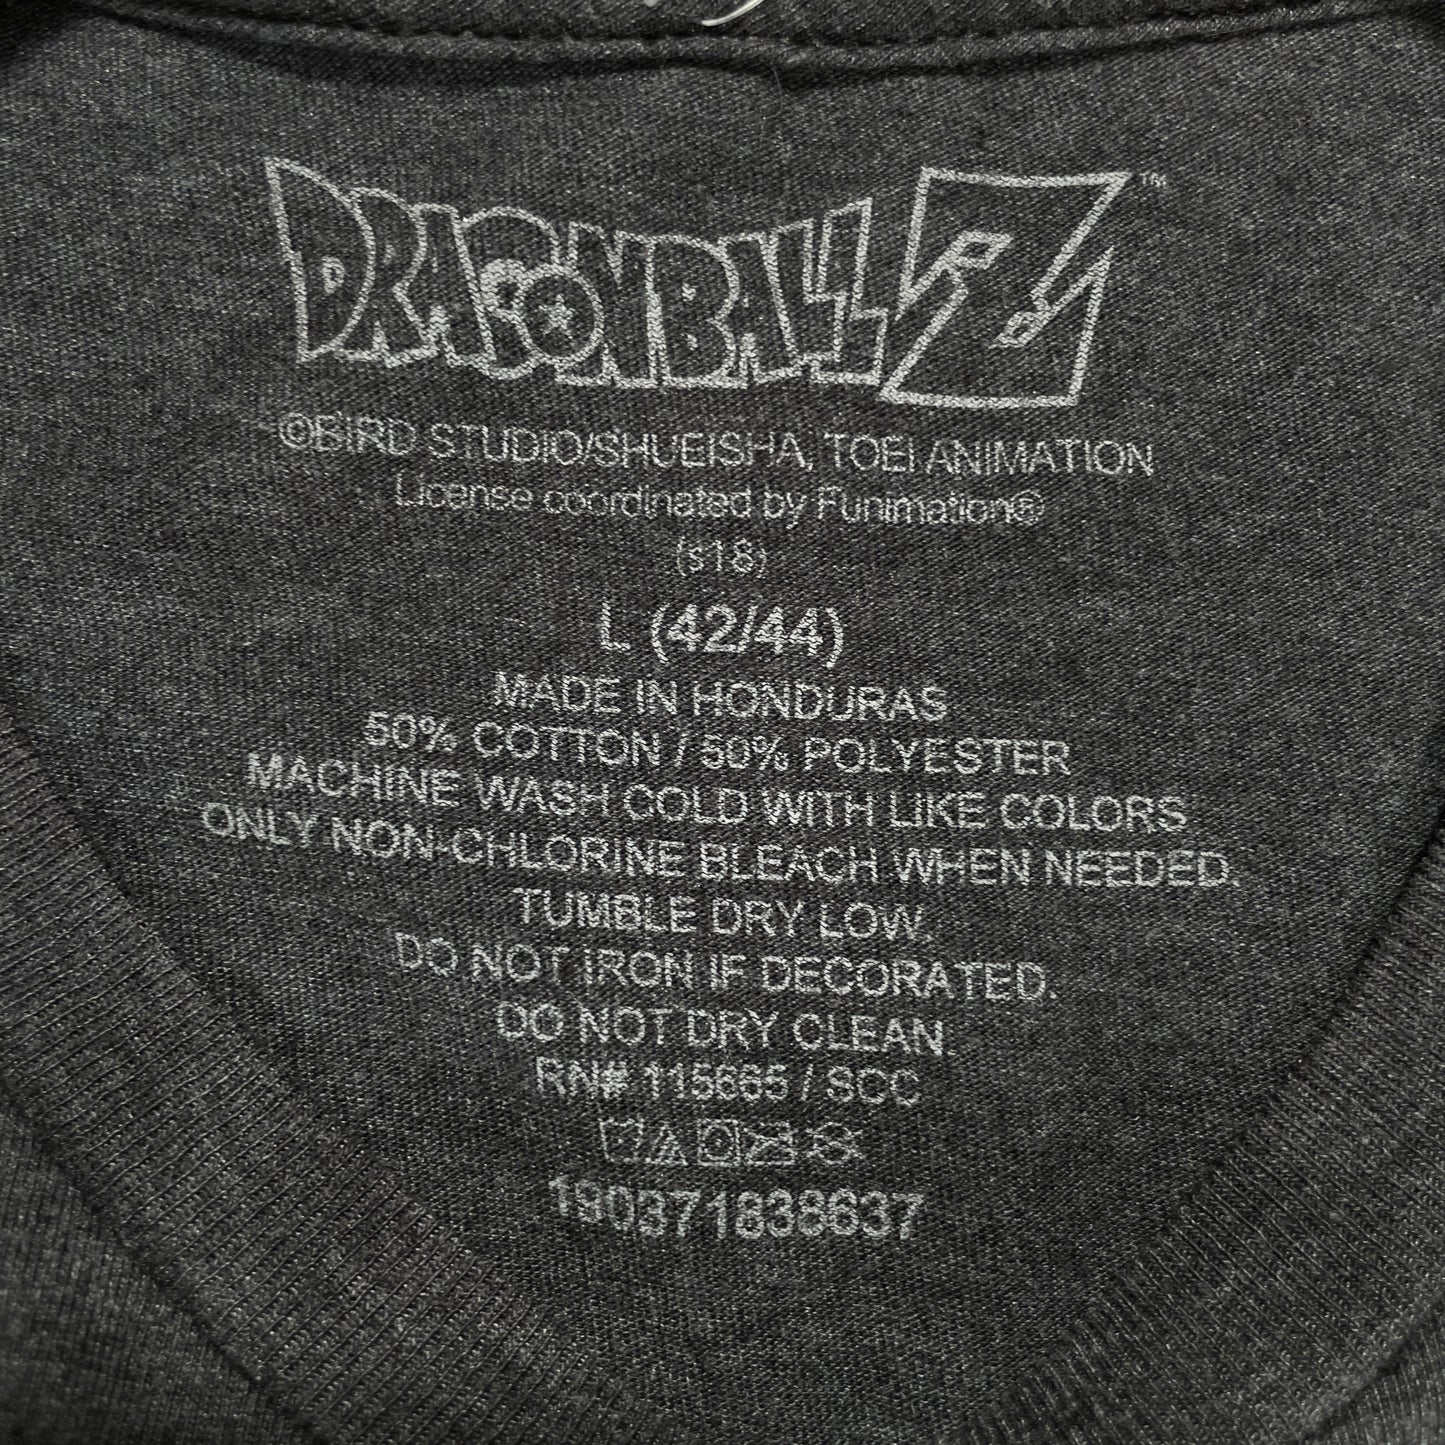 DRAGONBALL Z™
©BIRD STUDIO/SHUEISHA, TOEI ANIMATION
License coordinated by Funimation®
(s18)
L (42/44)
MADE IN HONDURAS
50% COTTON / 50% POLYESTER
MACHINE WASH COLD WITH LIKE COLORS
ONLY NON-CHLORINE BLEACH WHEN NEEDED.
TUMBLE DRY LOW.
DO NOT IRON IF DECORATED.
DO NOT DRY CLEAN.
RN# 115665 / SCC
190371838637